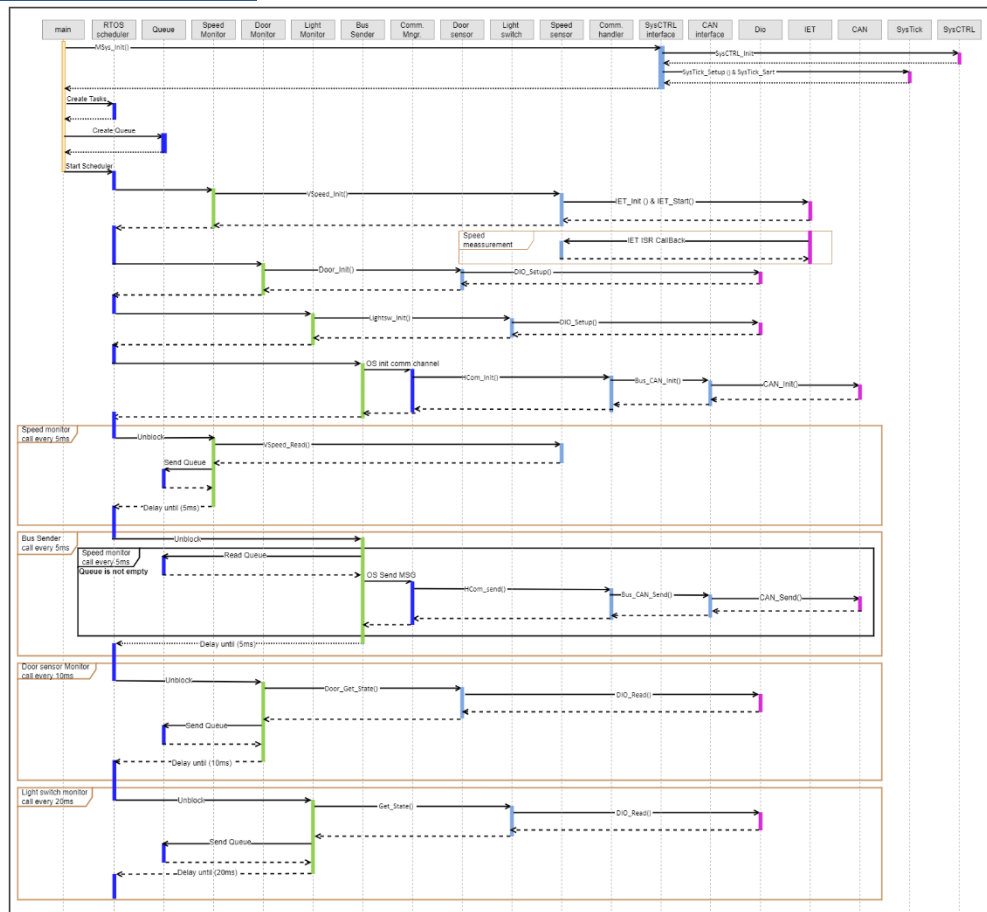 main
RTOS scheduler
Queue
Speed Monitor
Door Monitor
Light Monitor
Bus Sender
Comm. Mngr.
Door sensor
Light switch
Speed sensor
Comm. handler
SysCTRL interface
CAN interface
Dio
IET
CAN
SysTick
SysCTRL
MSys_Init()
SysCTRL_Init
SysTick_Setup () & SysTick_Sart
Create Tasks
Create Queue
Start Scheduler
VSpeed_Init()
IET_Init () & IET_Start()
Speed
meassurement
IET ISR CallBack
Door_Init()
DIO_Setup()
Lightsw_Init()
DIO_Setup()
OS init comm channel
HCom_Init()
Bus_CAN_Init()
CAN_Init()
Speed monitor
call every 5ms
Unblock
VSpeed_Read()
Send Queue
Delay until (5ms)
Bus Sender
call every 5ms
Unblock
Speed monitor
call every 5ms
Queue is not empty
Read Queue
OS Send MSG
HCom_send()
Bus_CAN_Send()
CAN_Send()
Delay until (5ms)
Door sensor Monitor
call every 10ms
Unblock
Door_Get_State()
DIO_Read()
Send Queue
Delay until (10ms)
Light switch monitor
call every 20ms
Unblock
Get_State()
DIO_Read()
Send Queue
Delay until (20ms)